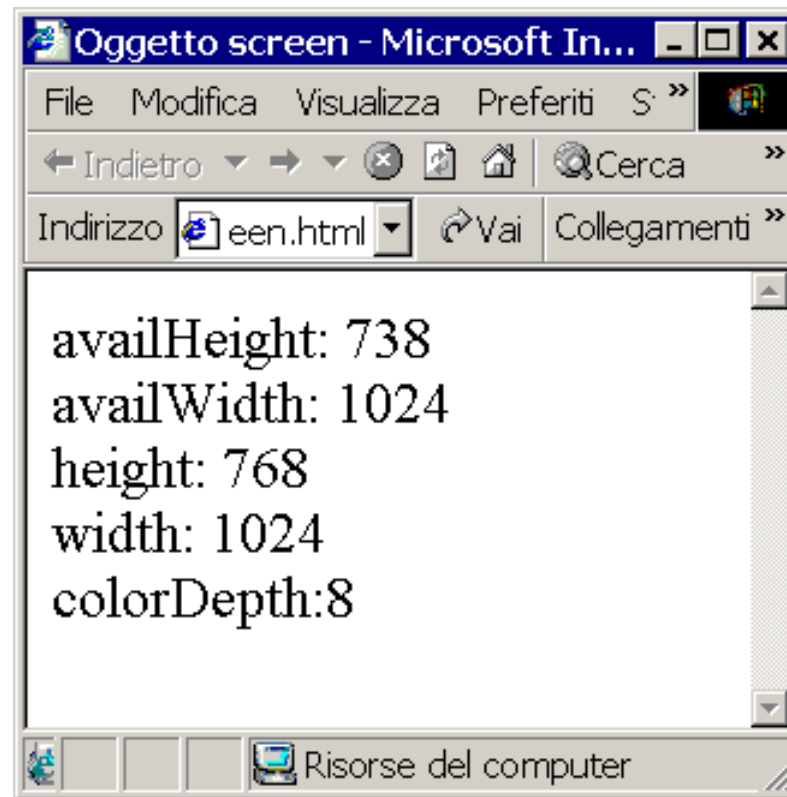 Oggetto screen - Microsoft In...
File Modifica Visualizza Preferiti S »
Indietro Cerca »
Indirizzo een.html Vai Collegamenti »
availHeight: 738
availWidth: 1024
height: 768
width: 1024
colorDepth:8
Risorse del computer